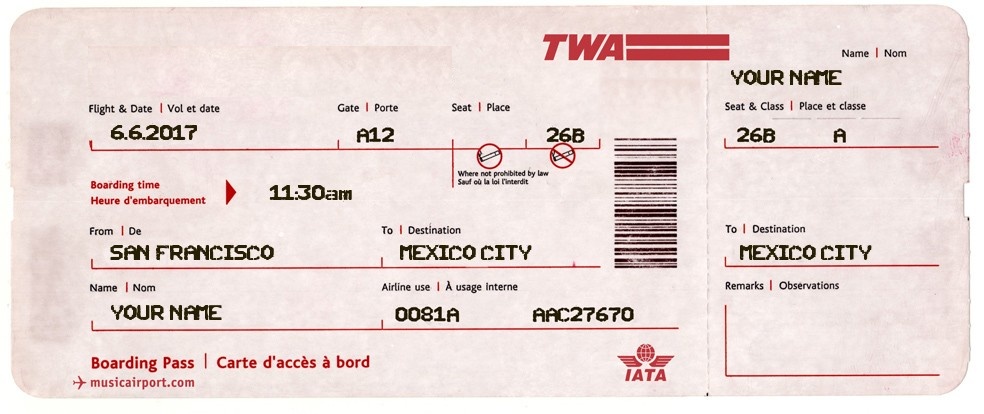 TWA
Name | Nom
YOUR NAME
Flight & Date | Vol et date
Gate | Porte
Seat | Place
Seat & Class | Place et classe
6.6.2017
A12
26B
26B
A
Where not prohibited by law
Sauf où la loi l'interdit
Boarding time
Heure d'embarquement
11:30am
From | De
To | Destination
To | Destination
SAN FRANCISCO
MEXICO CITY
MEXICO CITY
Name | Nom
Airline use | À usage interne
Remarks | Observations
YOUR NAME
0081A
AAC27670
Boarding Pass | Carte d'accès à bord
musicairport.com
IATA